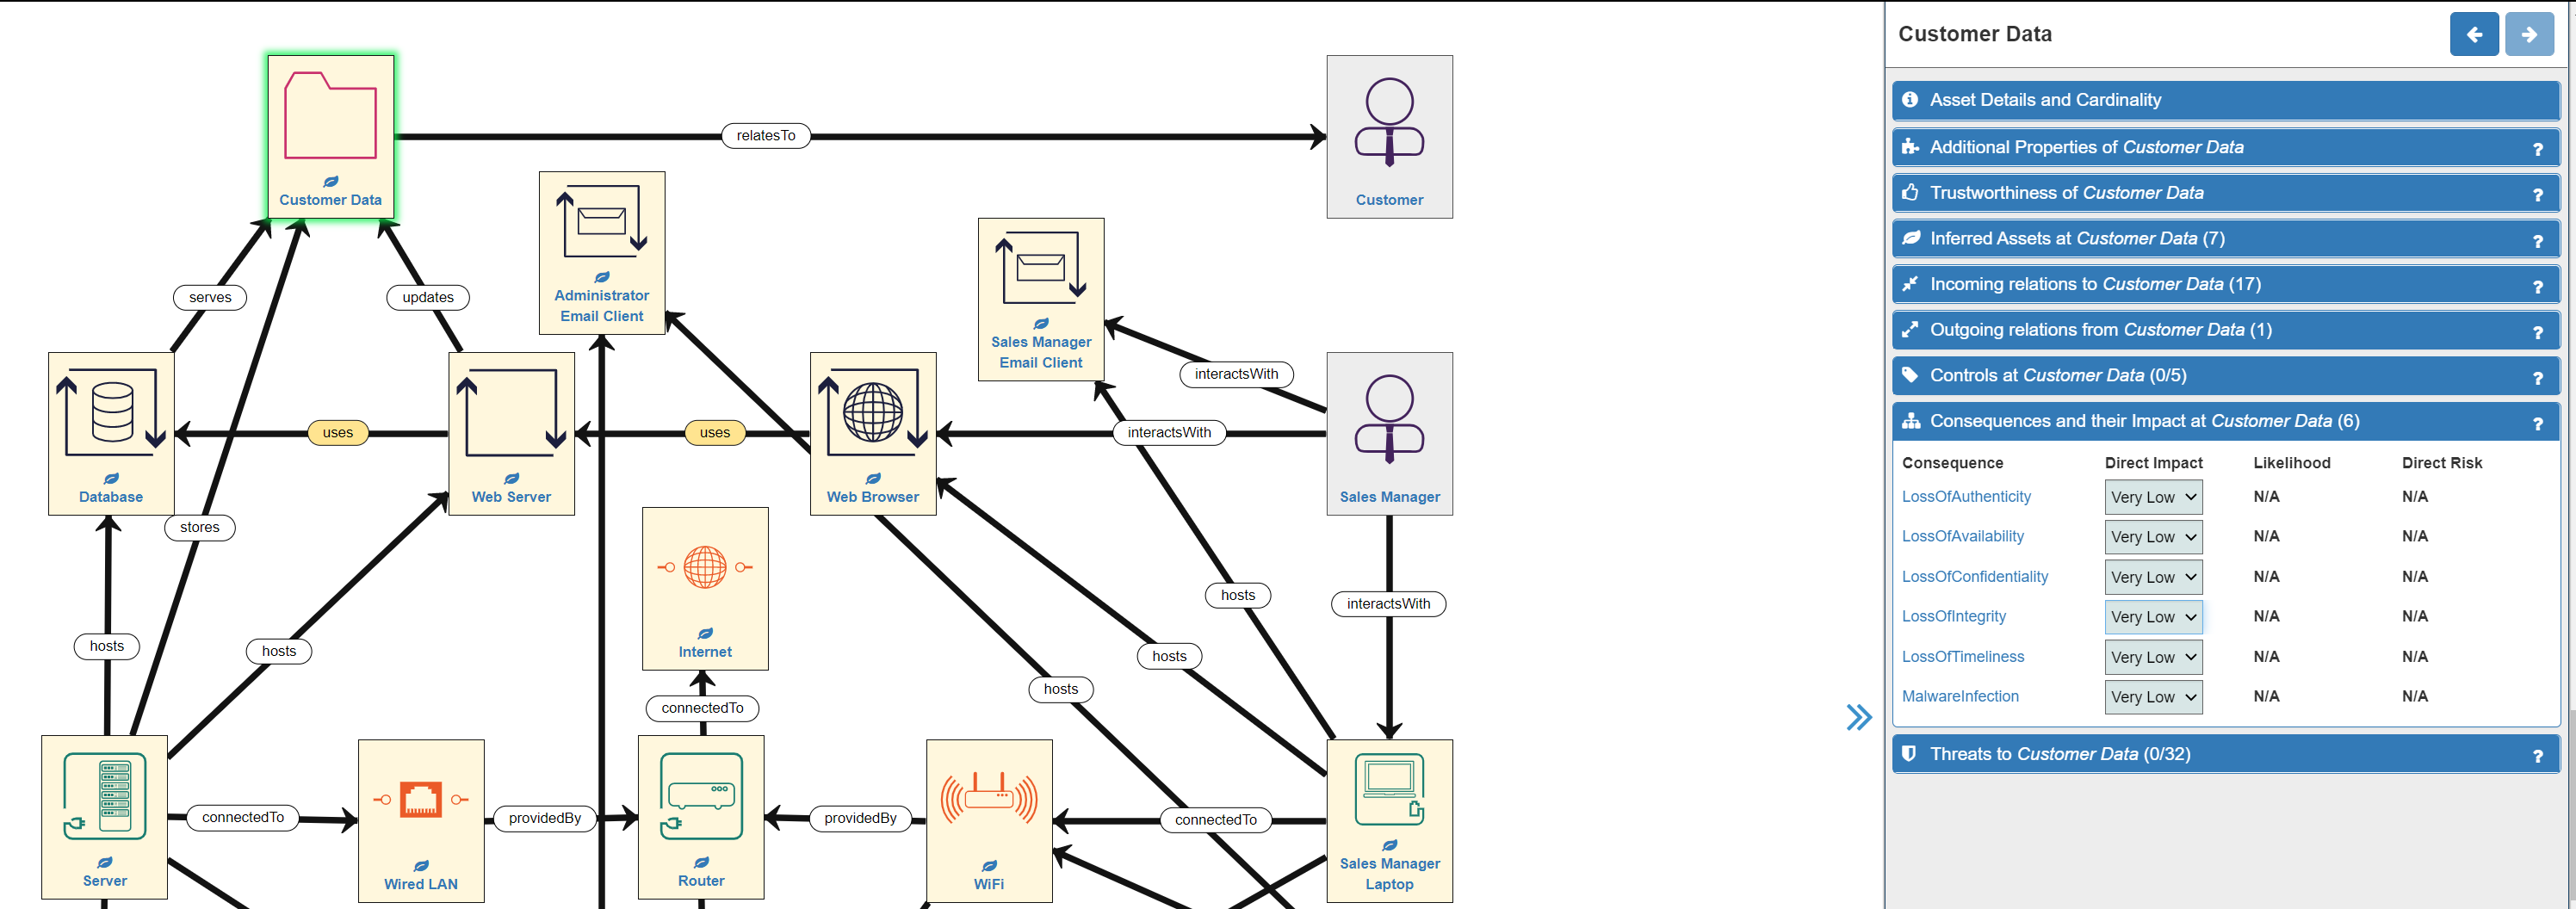 Customer Data
relatesTo
Customer
Administrator
Email Client
Sales Manager
Email Client
serves
updates
interactsWith
Database
uses
Web Server
uses
Web Browser
interactsWith
Sales Manager
stores
hosts
hosts
Internet
connectedTo
hosts
hosts
hosts
interactsWith
Server
connectedTo
Wired LAN
providedBy
Router
providedBy
WiFi
connectedTo
Sales Manager
Laptop
Customer Data
Asset Details and Cardinality
Additional Properties of Customer Data ?
Trustworthiness of Customer Data ?
Inferred Assets at Customer Data (7) ?
Incoming relations to Customer Data (17) ?
Outgoing relations from Customer Data (1) ?
Controls at Customer Data (0/5) ?
Consequences and their Impact at Customer Data (6) ?
Consequence Direct Impact Likelihood Direct Risk
LossOfAuthenticity Very Low N/A N/A
LossOfAvailability Very Low N/A N/A
LossOfConfidentiality Very Low N/A N/A
LossOfIntegrity Very Low N/A N/A
LossOfTimeliness Very Low N/A N/A
MalwareInfection Very Low N/A N/A
Threats to Customer Data (0/32) ?